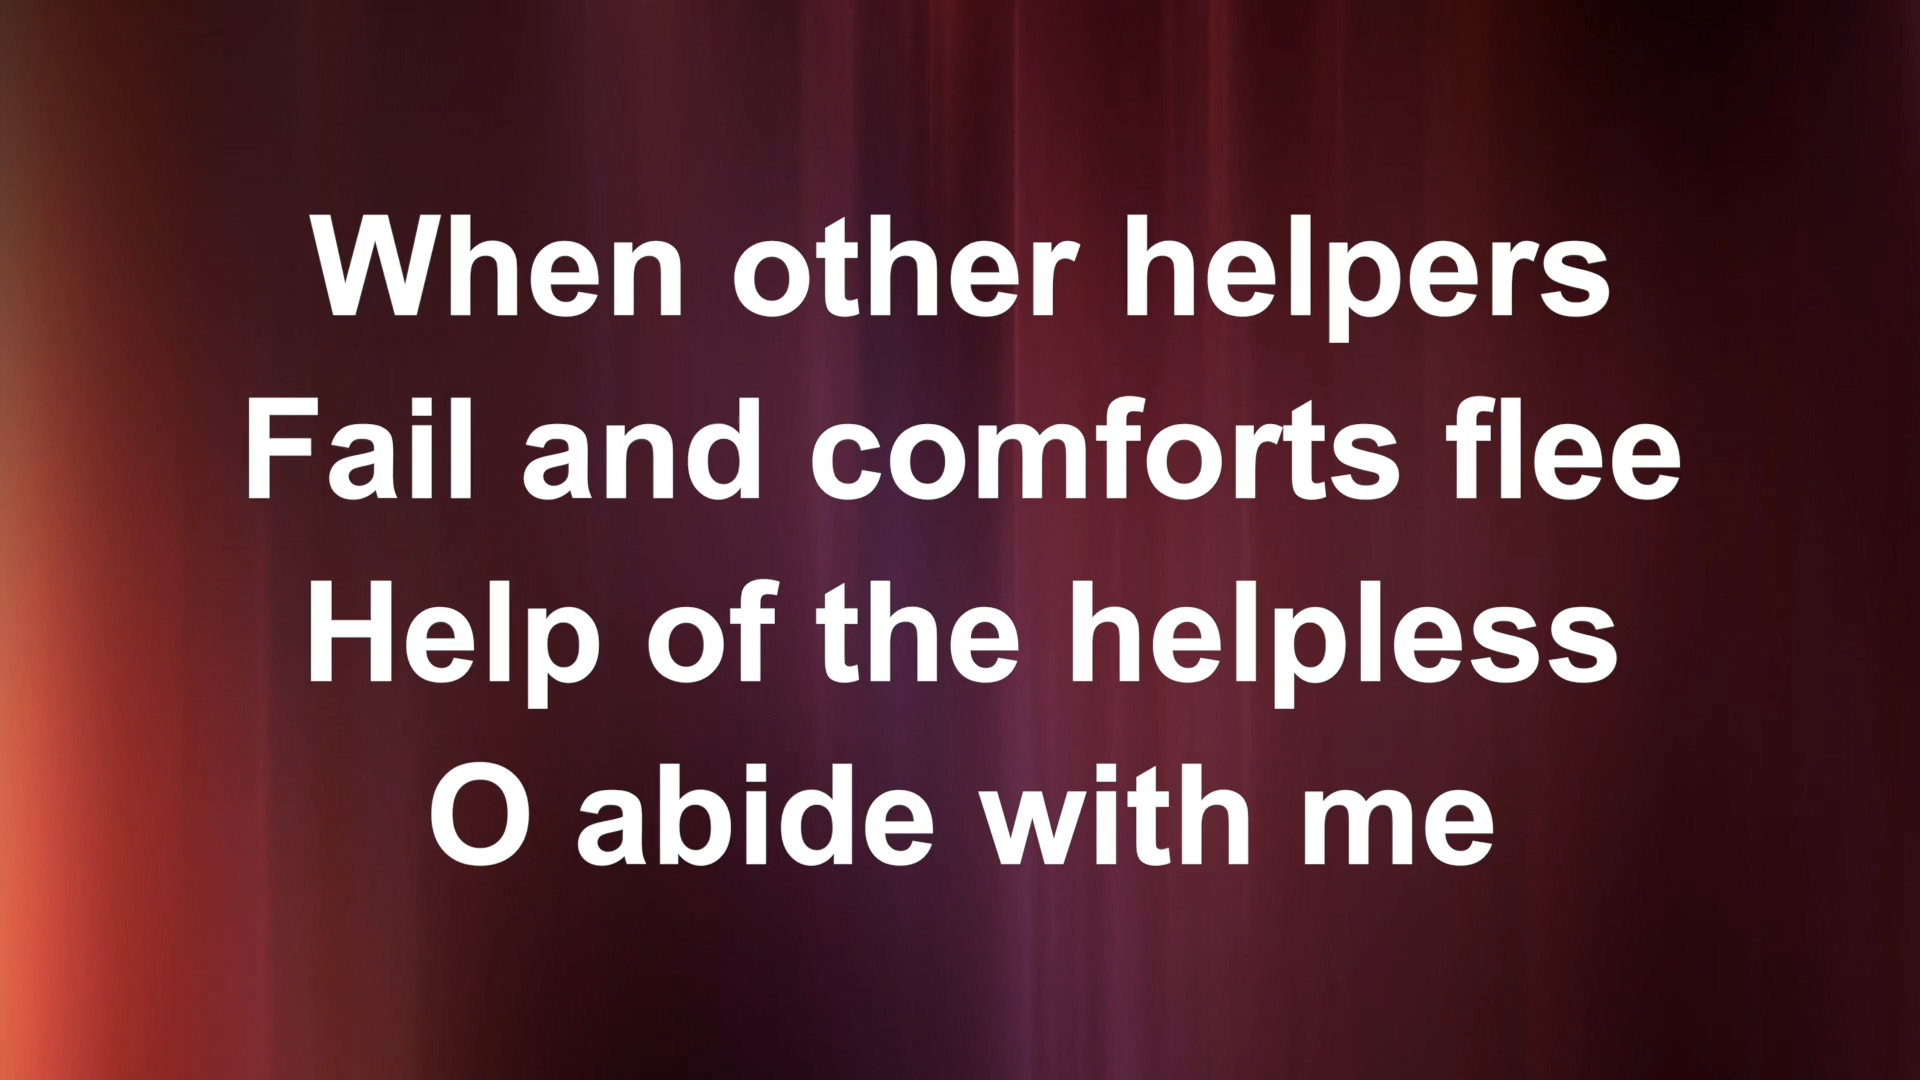 When other helpers
Fail and comforts flee
Help of the helpless
O abide with me